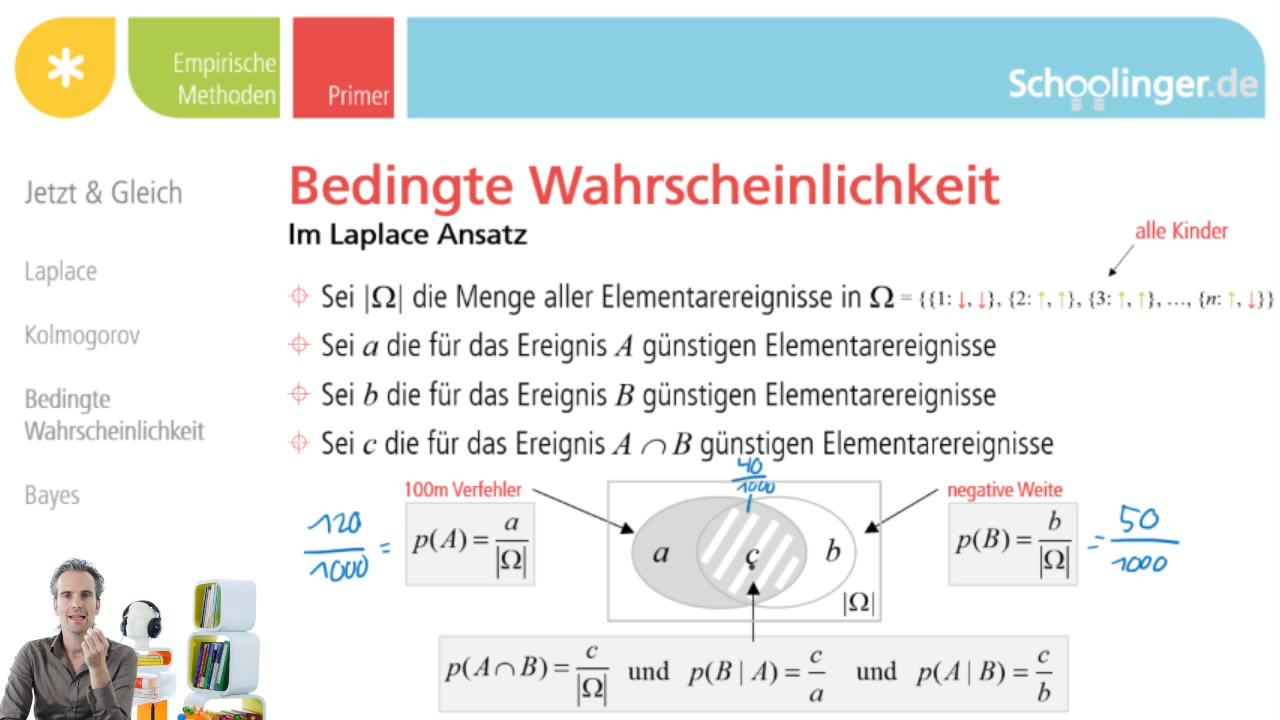 Empirische
Methoden
Primer
Schoolinger.de
Jetzt & Gleich
Laplace
Kolmogorov
Bedingte
Wahrscheinlichkeit
Bayes
Bedingte Wahrscheinlichkeit
Im Laplace Ansatz
alle Kinder
Sei |Ω| die Menge aller Elementarereignisse in Ω = {{1: ↓, ↓}, {2: ↑, ↑}, {3: ↑, ↑}, …, {n: ↑, ↓}}
Sei a die für das Ereignis A günstigen Elementarereignisse
Sei b die für das Ereignis B günstigen Elementarereignisse
Sei c die für das Ereignis A ∩ B günstigen Elementarereignisse
40/1000
100m Verfehler
negative Weite
120/1000 = p(A) = a/|Ω|
a c b
|Ω|
p(B) = b/|Ω| = 50/1000
p(A∩B) = c/|Ω| und p(B | A) = c/a und p(A | B) = c/b